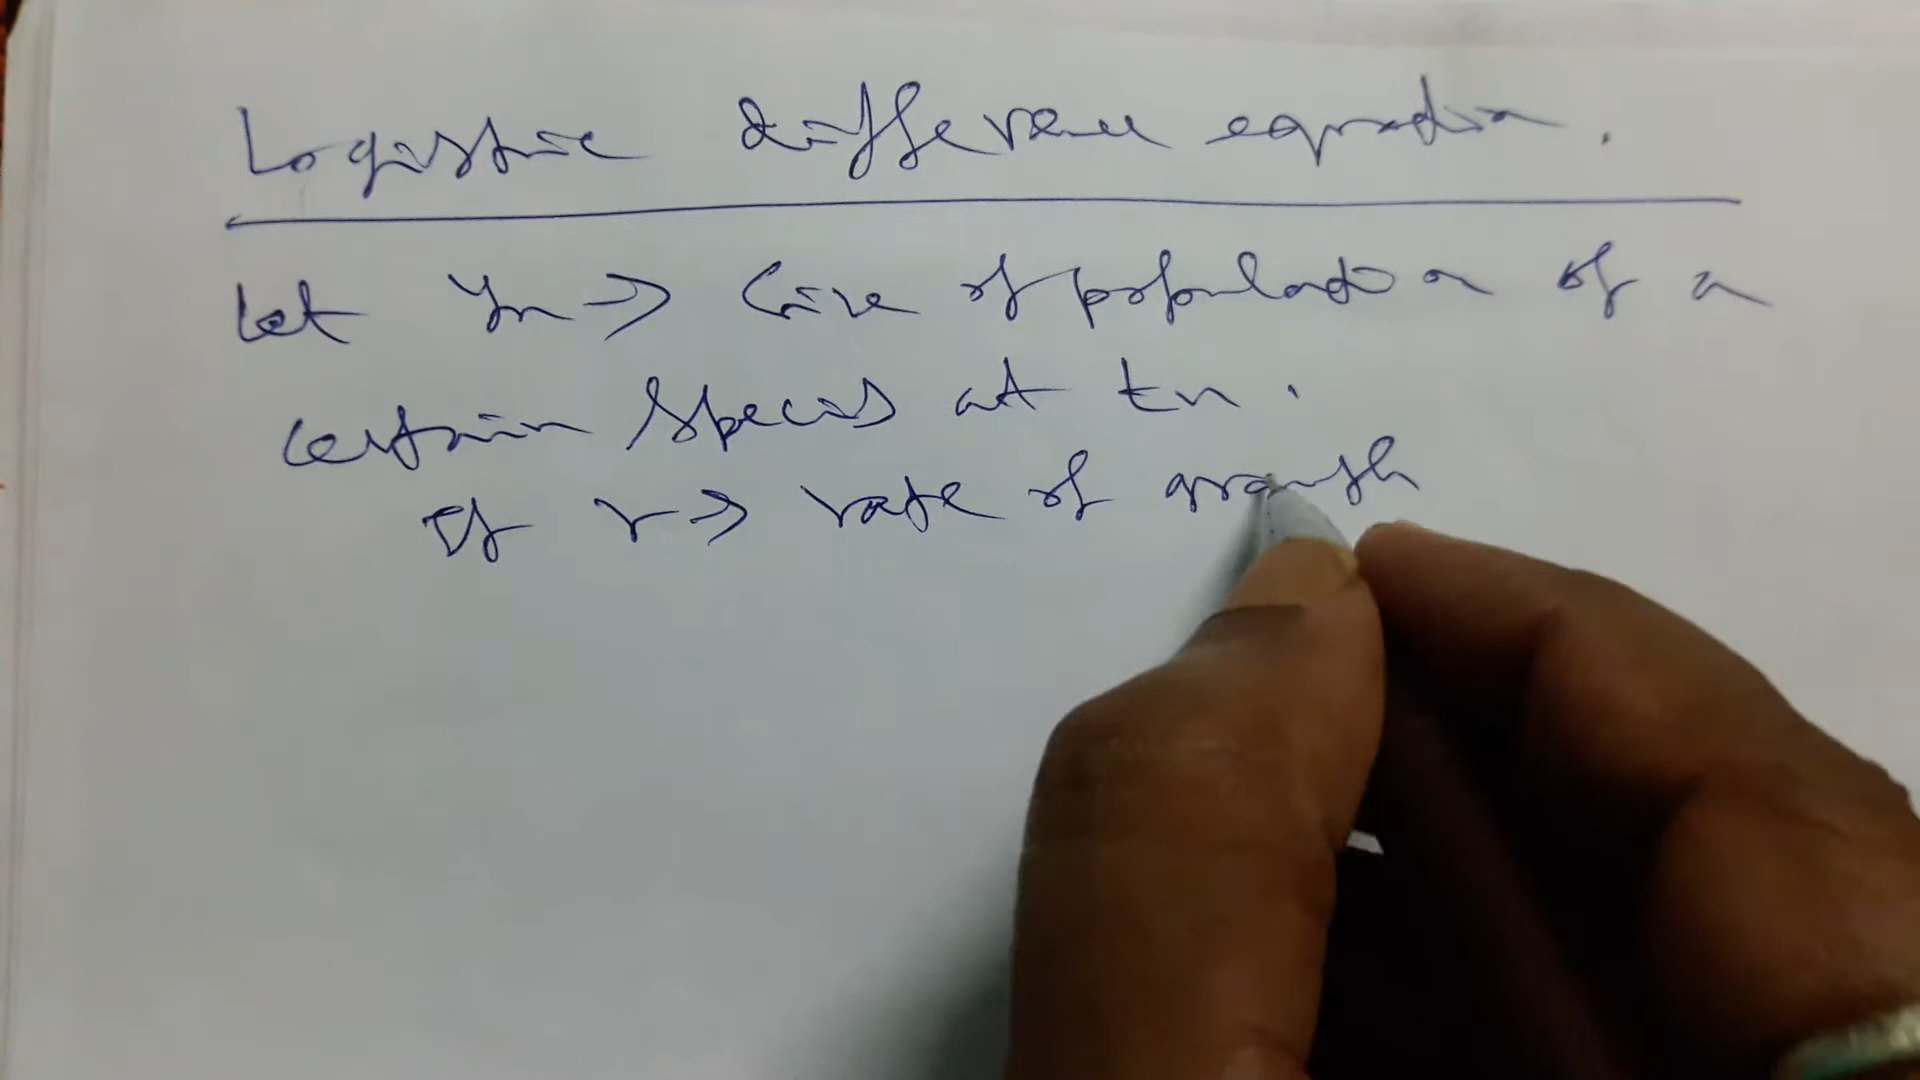 Logistic difference equation.
Let yn → size of population of a
certain species at tn.
If r → rate of growth